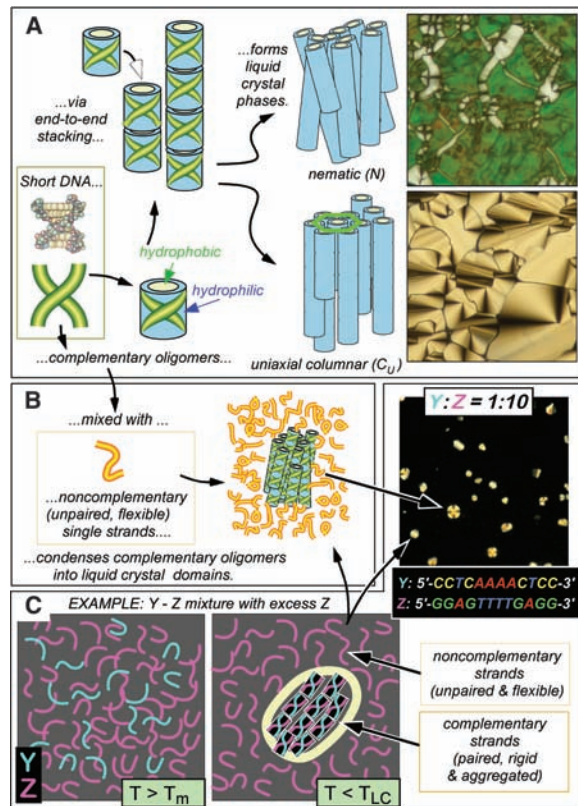 A
...via
end-to-end
stacking...
...forms
liquid
crystal
phases.
nematic (N)
Short DNA...
hydrophobic
hydrophilic
...complementary oligomers...
uniaxial columnar (CU)
B
...mixed with ...
...noncomplementary
(unpaired, flexible)
single strands....
...condenses complementary oligomers
into liquid crystal domains.
Y:Z = 1:10
Y: 5'-CCTCAAAACTCC-3'
Z: 5'-GGAGTTTTGAGG-3'
C
EXAMPLE: Y - Z mixture with excess Z
noncomplementary
strands
(unpaired & flexible)
complementary
strands
(paired, rigid
& aggregated)
Y
Z
T > Tm
T < TLC